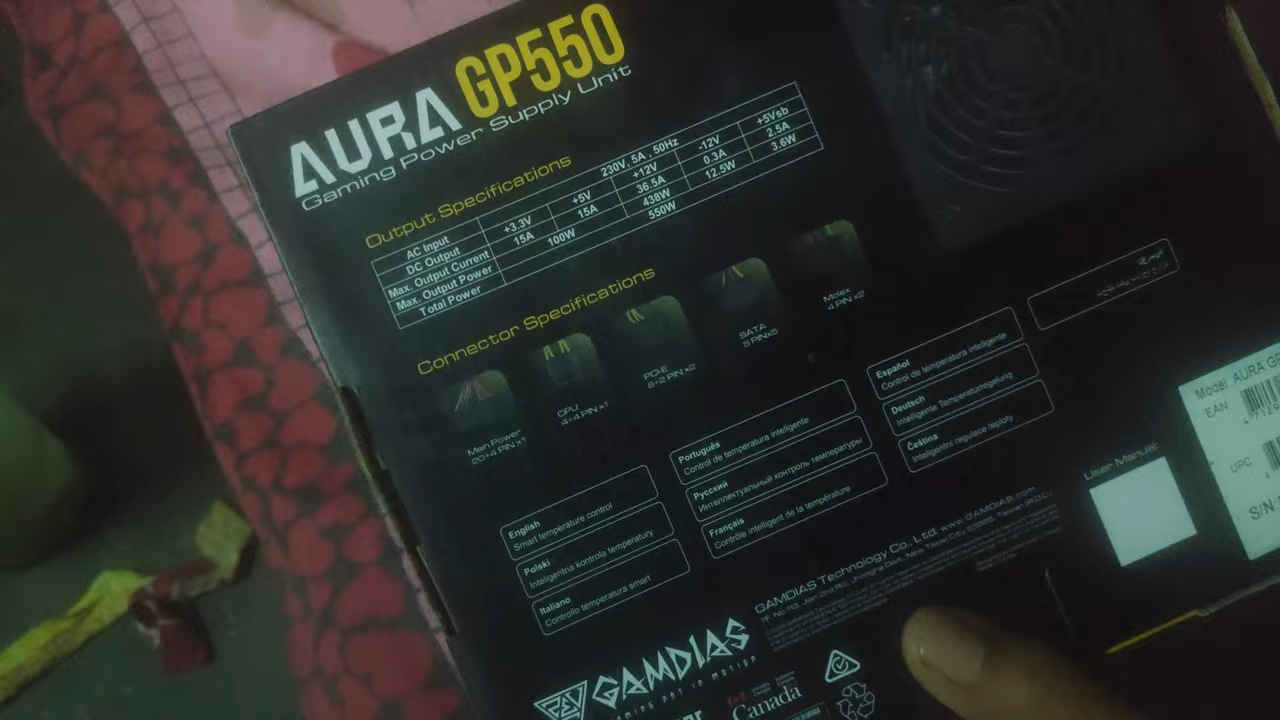 AURA GP550
Gaming Power Supply Unit
Output Specifications
AC Input 230V, 5A, 50Hz
DC Output +3.3V +5V +12V -12V +5Vsb
Max. Output Current 15A 15A 36.5A 0.3A 2.5A
Max. Output Power 100W 438W 12.5W 3.6W
Total Power 550W
Connector Specifications
Main Power
20+4 PIN x1
CPU
4+4 PIN x1
PCI-E
6+2 PIN x2
SATA
5 PINx5
Molex
4 PIN x2
English
Smart temperature control
Polski
Inteligentna kontrola temperatury
Italiano
Controllo temperatura smart
Português
Control de temperatura inteligente
Русский
Интеллектуальный контроль температуры
Français
Contrôle intelligent de la température
Español
Control de temperatura inteligente
Deutsch
Intelligente Temperaturregelung
Čeština
Inteligentní regulace teploty
User Manual
Model AURA GP
EAN
UPC
S/N:
GAMDIAS Technology Co., Ltd. www.GAMDIAS.com
GAMDIAS
GAMING ART IN MOTION
Canada